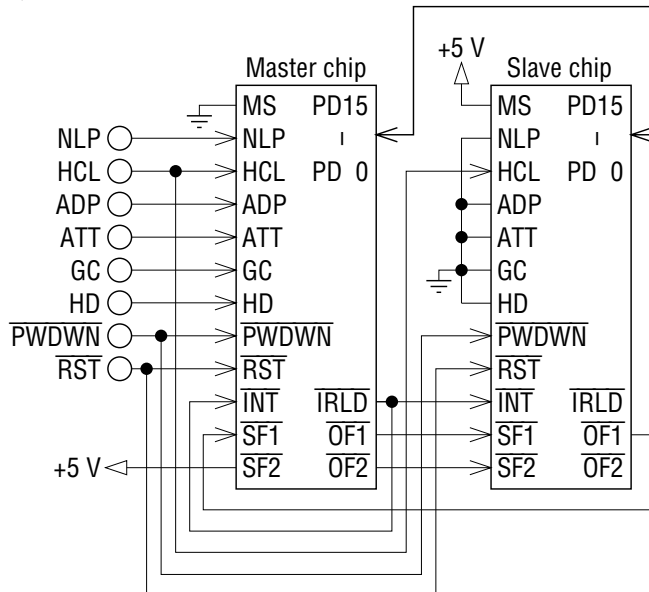 +5 V
Master chip Slave chip
MS PD15 MS PD15
NLP NLP NLP
HCL HCL PD 0 HCL PD 0
ADP ADP ADP
ATT ATT ATT
GC GC GC
HD HD HD
PWDWN PWDWN PWDWN
RST RST RST
INT IRLD INT IRLD
SF1 OF1 SF1 OF1
+5 V SF2 OF2 SF2 OF2